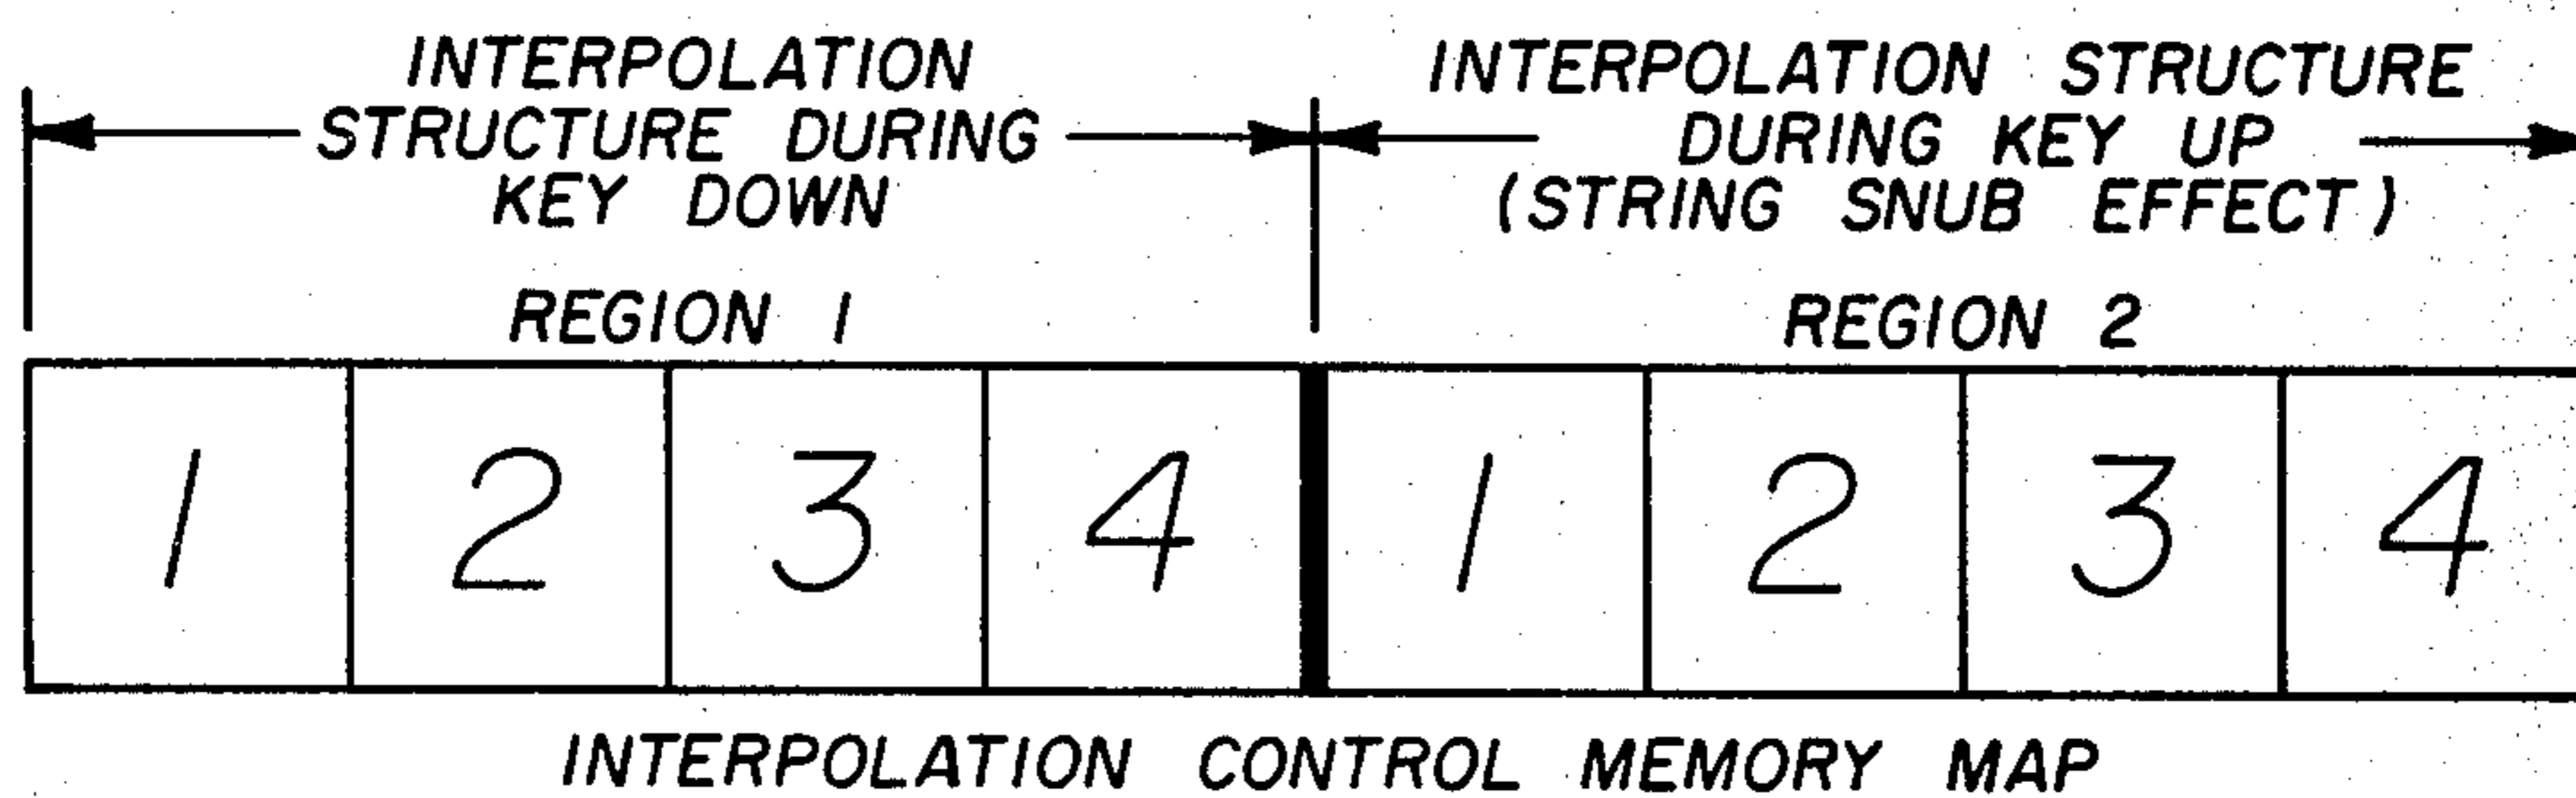 INTERPOLATION
STRUCTURE DURING
KEY DOWN
REGION 1
INTERPOLATION STRUCTURE
DURING KEY UP
(STRING SNUB EFFECT)
REGION 2
1 2 3 4 1 2 3 4
INTERPOLATION CONTROL MEMORY MAP